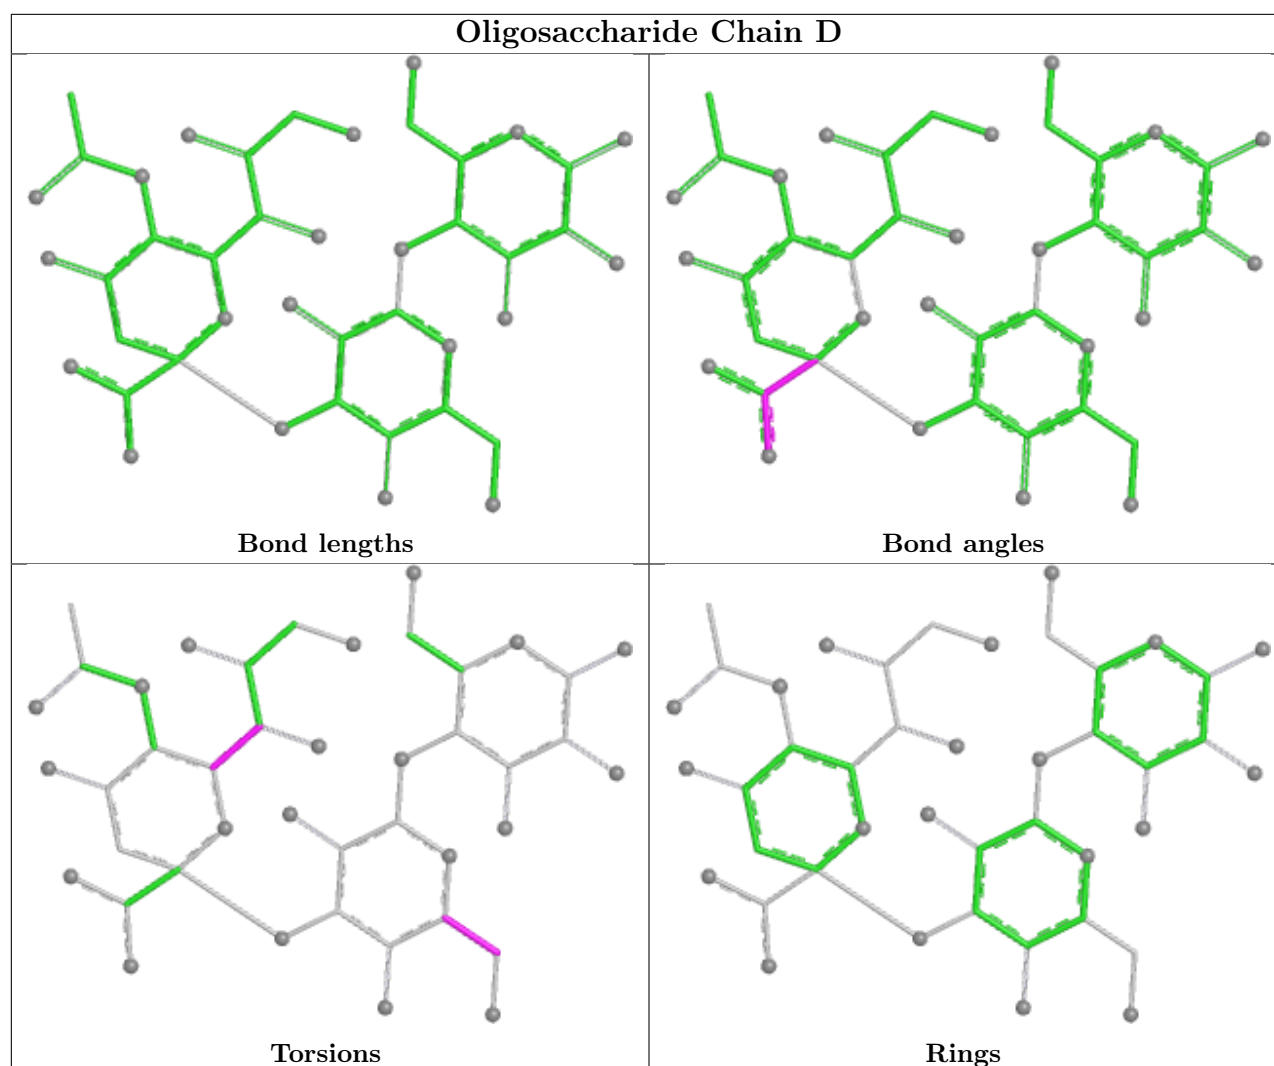 Oligosaccharide Chain D
Bond lengths
Bond angles
Torsions
Rings